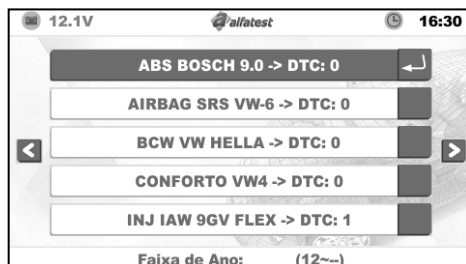 12.1V alfatest 16:30
ABS BOSCH 9.0 -> DTC: 0
AIRBAG SRS VW-6 -> DTC: 0
BCW VW HELLA -> DTC: 0
CONFORTO VW4 -> DTC: 0
INJ IAW 9GV FLEX -> DTC: 1
Faixa de Ano: (12~--)